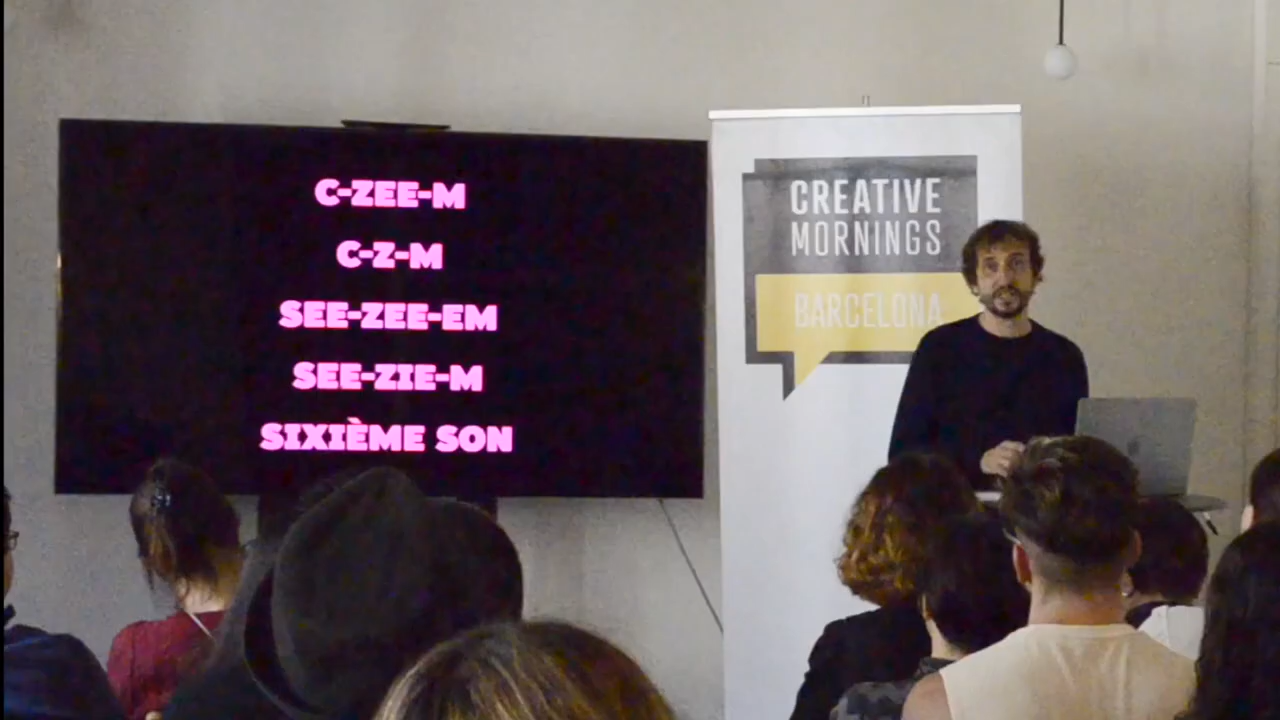 C-ZEE-M
C-Z-M
SEE-ZEE-EM
SEE-ZIE-M
SIXIÈME SON
CREATIVE
MORNINGS
BARCELONA